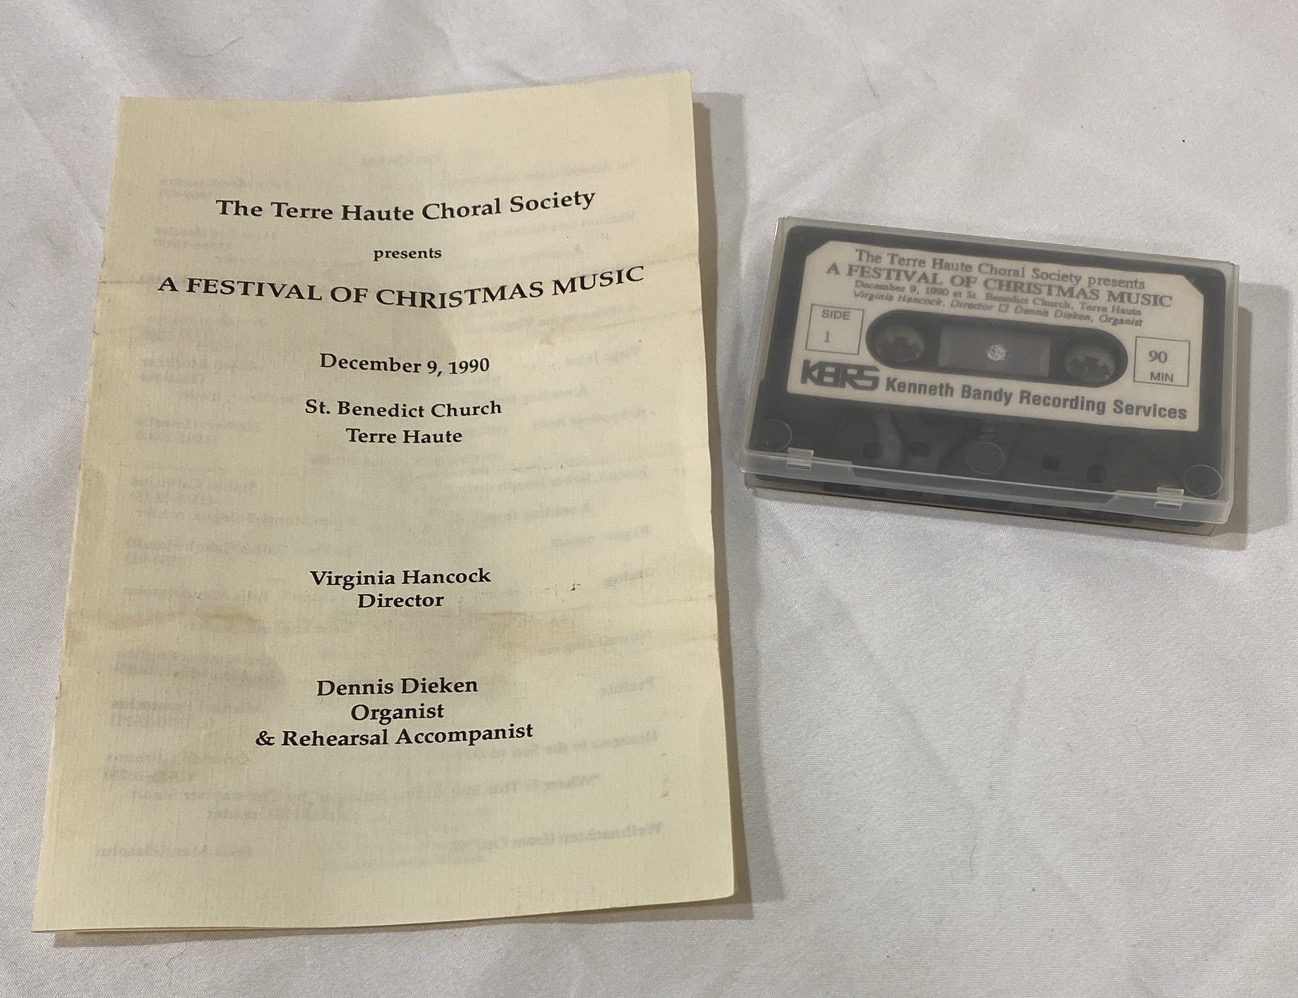 The Terre Haute Choral Society
presents
A FESTIVAL OF CHRISTMAS MUSIC
December 9, 1990
St. Benedict Church
Terre Haute
Virginia Hancock
Director
Dennis Dieken
Organist
& Rehearsal Accompanist
The Terre Haute Choral Society presents
A FESTIVAL OF CHRISTMAS MUSIC
December 9, 1990 at St. Benedict Church, Terre Haute
Virginia Hancock, Director Dennis Dieken, Organist
SIDE
1
90
MIN
KBRS Kenneth Bandy Recording Services